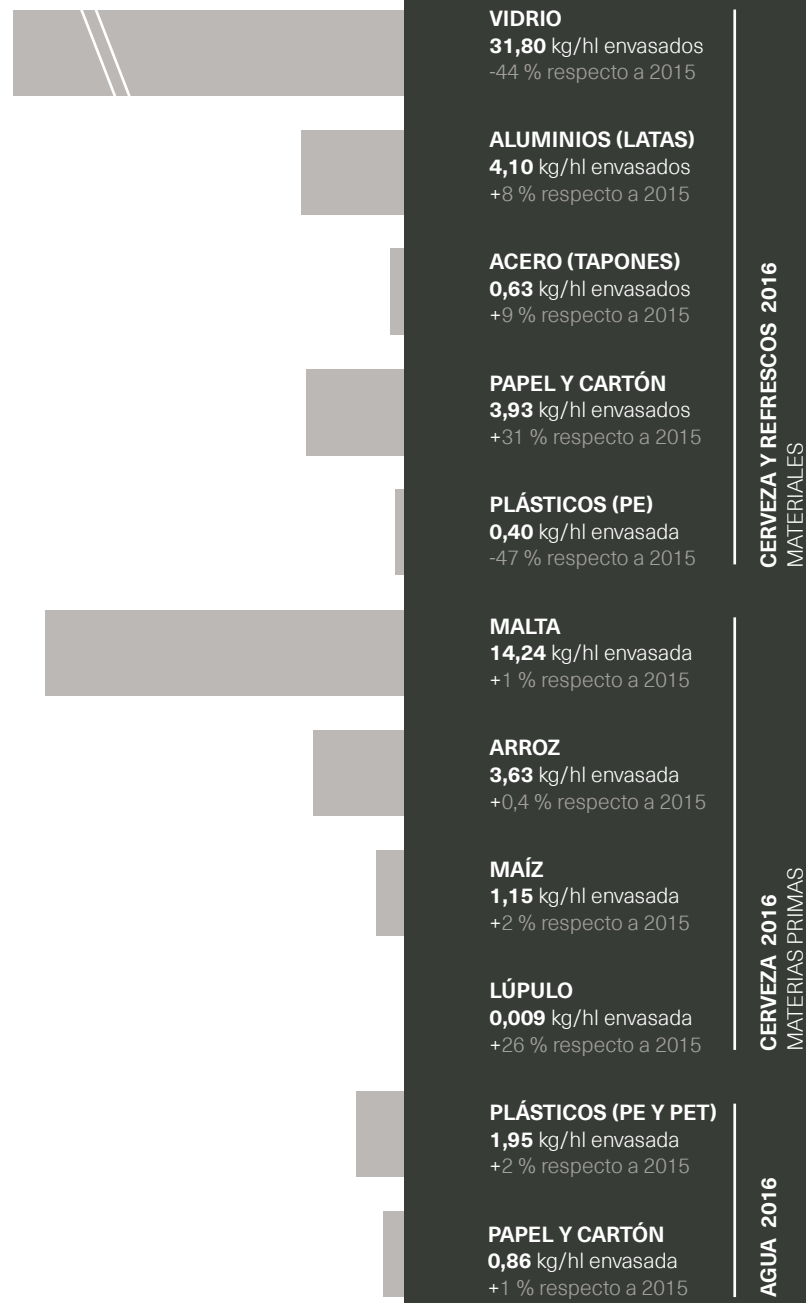 VIDRIO
31,80 kg/hl envasados
-44 % respecto a 2015
ALUMINIOS (LATAS)
4,10 kg/hl envasados
+8 % respecto a 2015
ACERO (TAPONES)
0,63 kg/hl envasados
+9 % respecto a 2015
PAPEL Y CARTÓN
3,93 kg/hl envasados
+31 % respecto a 2015
PLÁSTICOS (PE)
0,40 kg/hl envasada
-47 % respecto a 2015
CERVEZA Y REFRESCOS 2016
MATERIALES
MALTA
14,24 kg/hl envasada
+1 % respecto a 2015
ARROZ
3,63 kg/hl envasada
+0,4 % respecto a 2015
MAÍZ
1,15 kg/hl envasada
+2 % respecto a 2015
LÚPULO
0,009 kg/hl envasada
+26 % respecto a 2015
CERVEZA 2016
MATERIAS PRIMAS
PLÁSTICOS (PE Y PET)
1,95 kg/hl envasada
+2 % respecto a 2015
PAPEL Y CARTÓN
0,86 kg/hl envasada
+1 % respecto a 2015
AGUA 2016